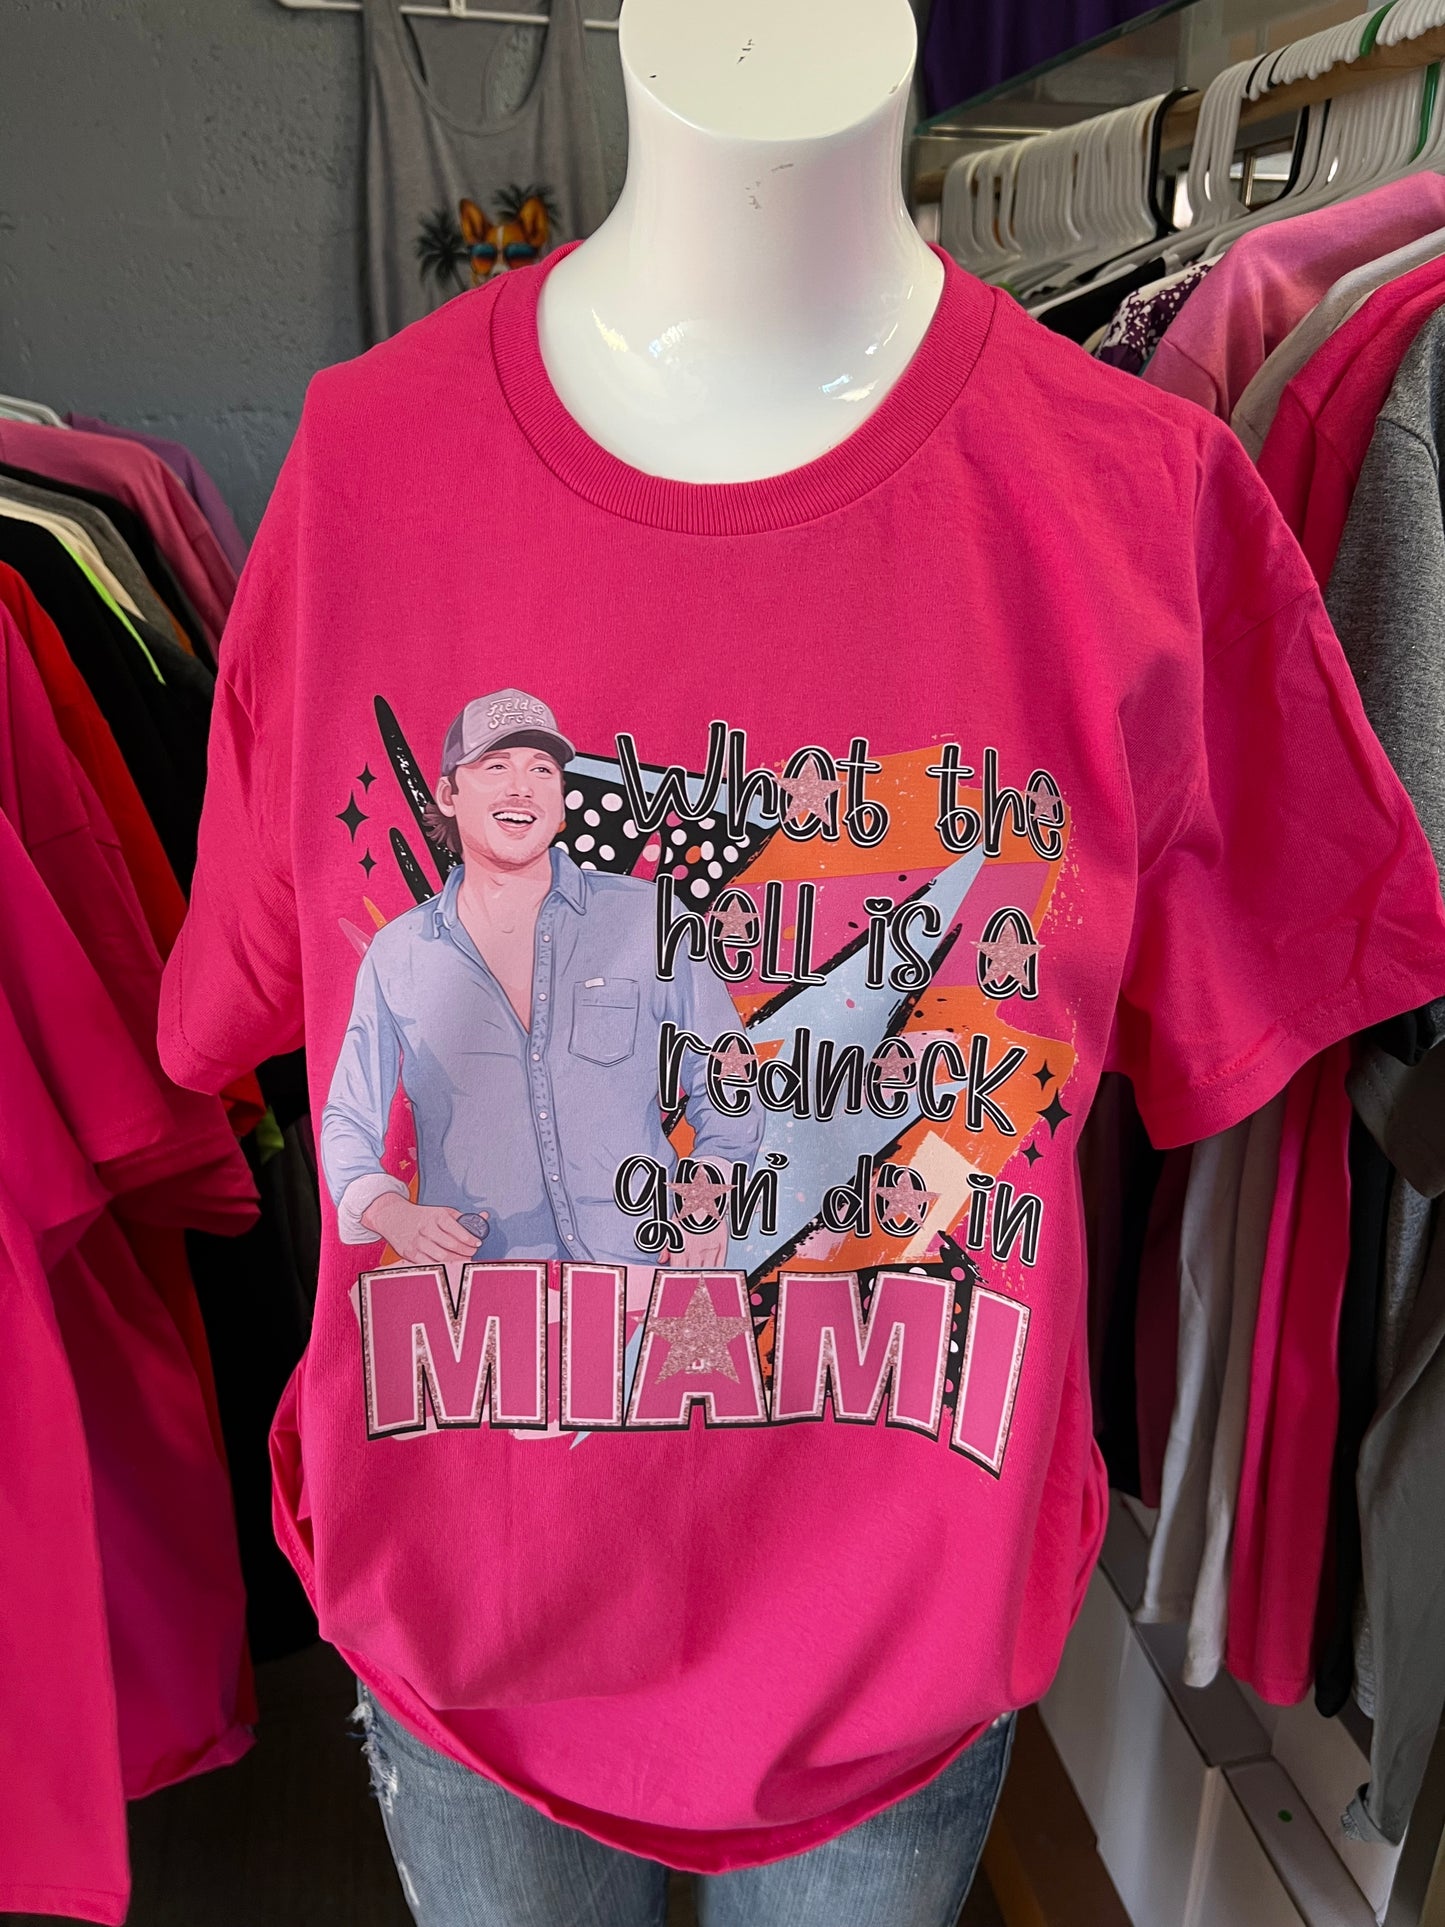 Field &
Stream
What the
hell is a
redneck
gon' do in
MIAMI